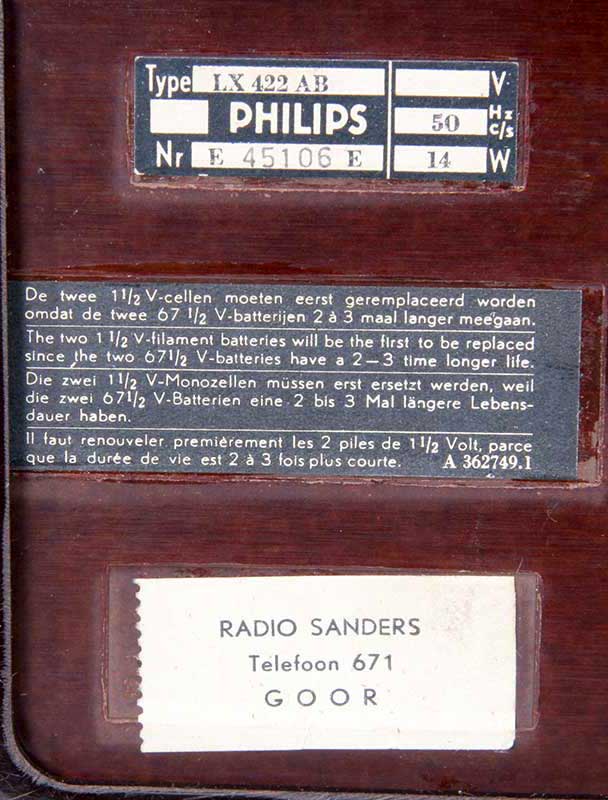 Type LX 422 AB V
PHILIPS 50 Hz c/s
Nr E 45106 E 14 W
De twee 1 1/2 V-cellen moeten eerst geremplaceerd worden
omdat de twee 67 1/2 V-batterijen 2 à 3 maal langer meegaan.
The two 1 1/2 V-filament batteries will be the first to be replaced
since the two 67 1/2 V-batteries have a 2-3 time longer life.
Die zwei 1 1/2 V-Monozellen müssen erst ersetzt werden, weil
die zwei 67 1/2 V-Batterien eine 2 bis 3 Mal längere Lebens-
dauer haben.
Il faut renouveler premièrement les 2 piles de 1 1/2 Volt, parce
que la durée de vie est 2 à 3 fois plus courte. A 362749.1
RADIO SANDERS
Telefoon 671
GOOR